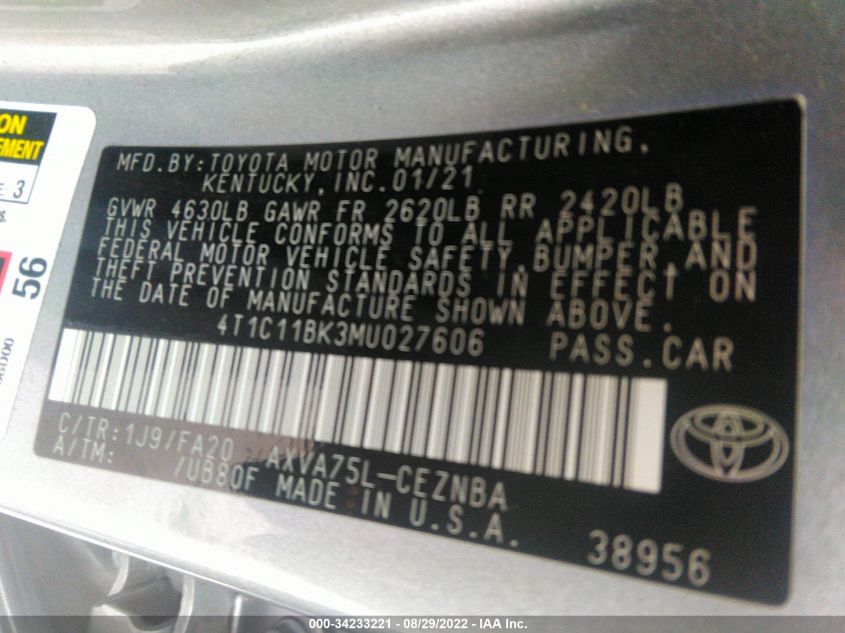 ON
EMENT
3
56
MFD.BY:TOYOTA MOTOR MANUFACTURING,
KENTUCKY,INC.01/21
GVWR 4630LB GAWR FR 2620LB RR 2420LB
THIS VEHICLE CONFORMS TO ALL APPLICABLE
FEDERAL MOTOR VEHICLE SAFETY,BUMPER,AND
THEFT PREVENTION STANDARDS IN EFFECT ON
THE DATE OF MANUFACTURE SHOWN ABOVE.
4T1C11BK3MU027606 PASS.CAR
C/TR:1J9/FA20 AXVA75L-CEZNBA
A/TM: /UB80F MADE IN U.S.A.
38956
000-34233221 - 08/29/2022 - IAA Inc.